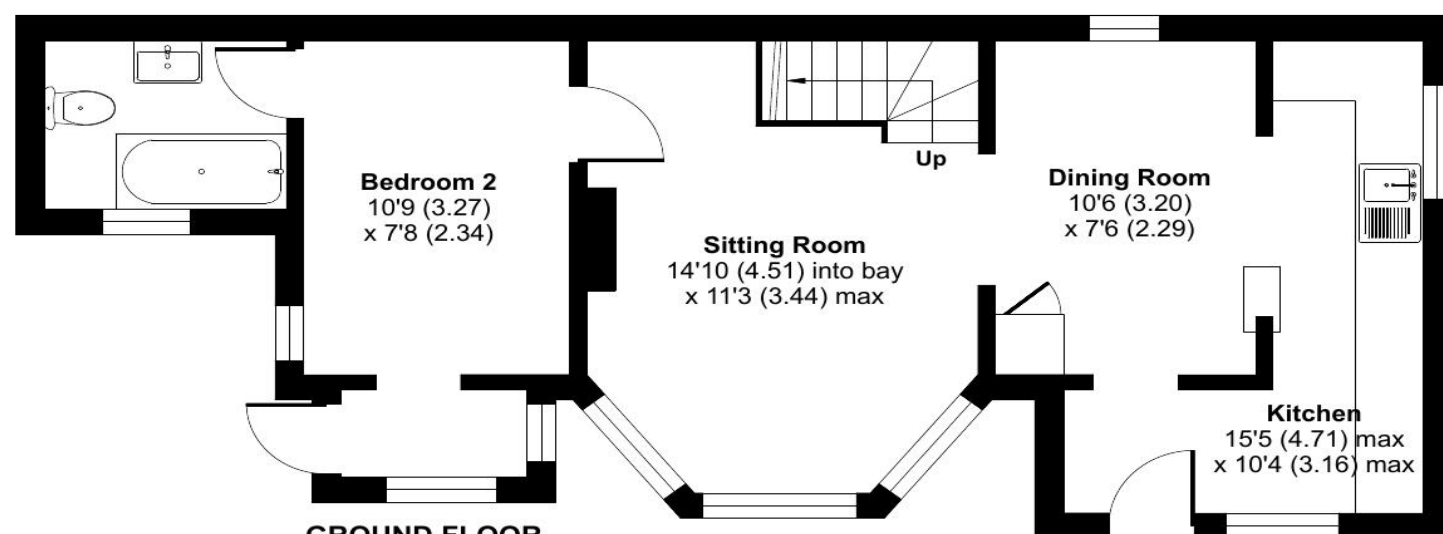 Bedroom 2
10'9 (3.27)
x 7'8 (2.34)
Sitting Room
14'10 (4.51) into bay
x 11'3 (3.44) max
Up
Dining Room
10'6 (3.20)
x 7'6 (2.29)
Kitchen
15'5 (4.71) max
x 10'4 (3.16) max
GROUND FLOOR